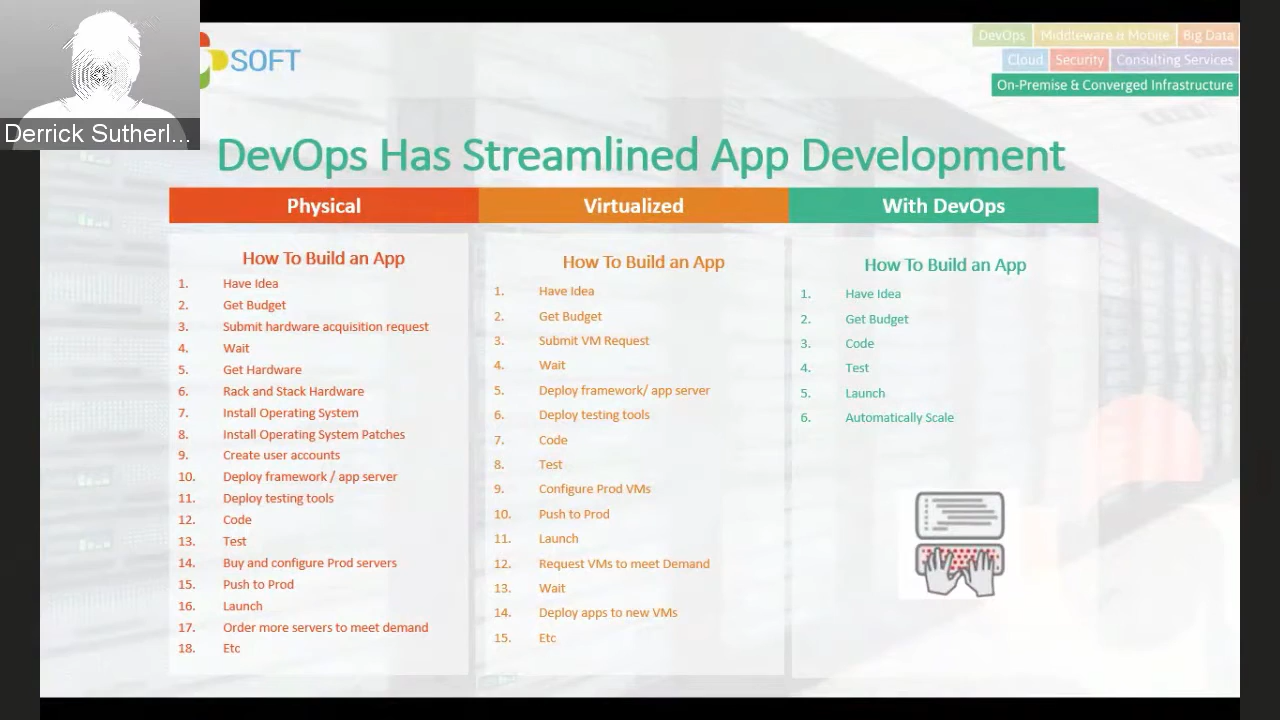 Derrick Sutherl...
SOFT
DevOps Middle-ware & Mobile Big Data
Cloud Security Consulting Services
On-Premise & Converged Infrastructure
DevOps Has Streamlined App Development
Physical
How To Build an App
1. Have Idea
2. Get Budget
3. Submit hardware acquisition request
4. Wait
5. Get Hardware
6. Rack and Stack Hardware
7. Install Operating System
8. Install Operating System Patches
9. Create user accounts
10. Deploy framework / app server
11. Deploy testing tools
12. Code
13. Test
14. Buy and configure Prod servers
15. Push to Prod
16. Launch
17. Order more servers to meet demand
18. Etc
Virtualized
How To Build an App
1. Have Idea
2. Get Budget
3. Submit VM Request
4. Wait
5. Deploy framework/ app server
6. Deploy testing tools
7. Code
8. Test
9. Configure Prod VMs
10. Push to Prod
11. Launch
12. Request VMs to meet Demand
13. Wait
14. Deploy apps to new VMs
15. Etc
With DevOps
How To Build an App
1. Have Idea
2. Get Budget
3. Code
4. Test
5. Launch
6. Automatically Scale